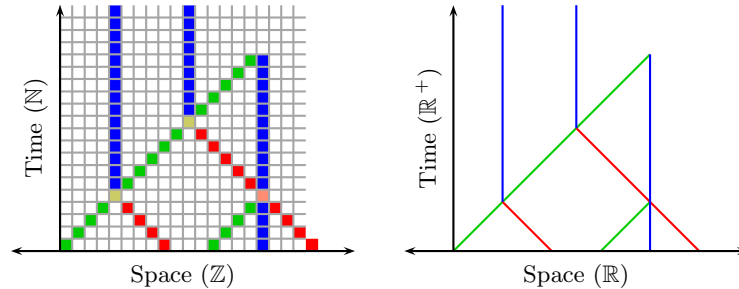 Time (ℕ)
Space (ℤ)
Time (ℝ⁺)
Space (ℝ)